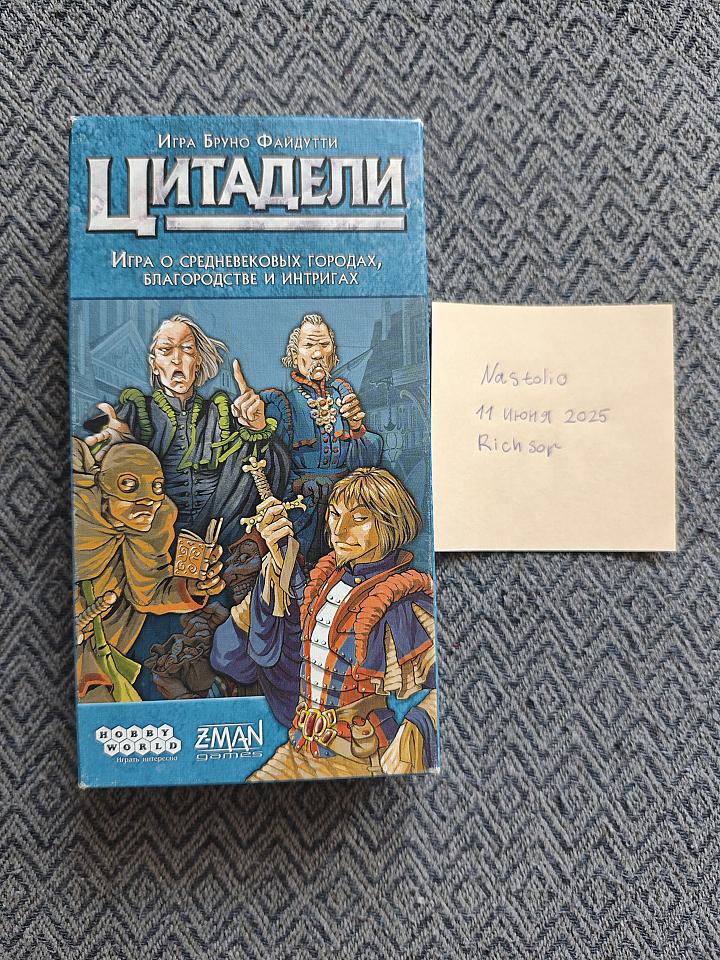 Игра Бруно Файдутти
Цитадели
Игра о средневековых городах,
благородстве и интригах
Nastolio
11 июня 2025
Richsor
HOBBY
WORLD
Играть интересно
Z-MAN
games